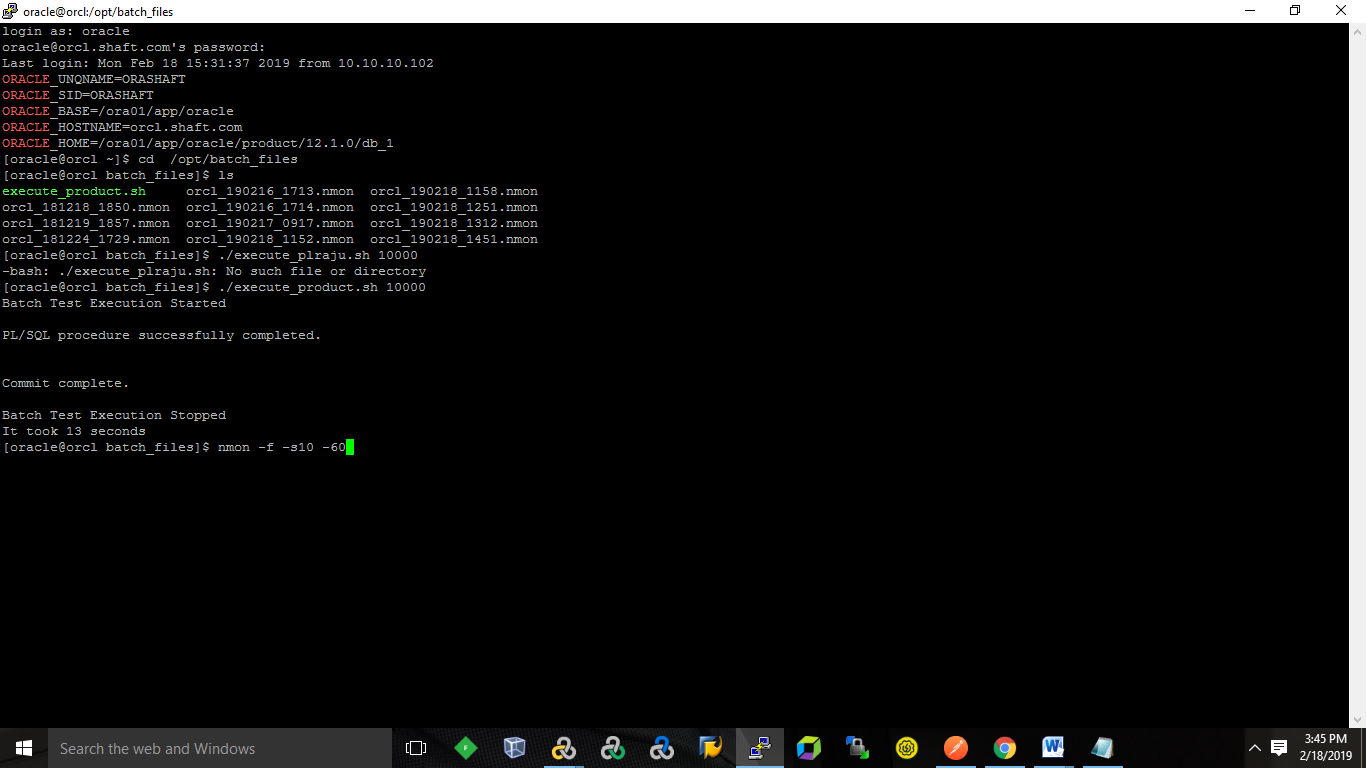 oracle@orcl:/opt/batch_files
login as: oracle
oracle@orcl.shaft.com's password:
Last login: Mon Feb 18 15:31:37 2019 from 10.10.10.102
ORACLE_UNQNAME=ORASHAFT
ORACLE_SID=ORASHAFT
ORACLE_BASE=/ora01/app/oracle
ORACLE_HOSTNAME=orcl.shaft.com
ORACLE_HOME=/ora01/app/oracle/product/12.1.0/db_1
[oracle@orcl ~]$ cd  /opt/batch_files
[oracle@orcl batch_files]$ ls
execute_product.sh     orcl_190216_1713.nmon  orcl_190218_1158.nmon
orcl_181218_1850.nmon  orcl_190216_1714.nmon  orcl_190218_1251.nmon
orcl_181219_1857.nmon  orcl_190217_0917.nmon  orcl_190218_1312.nmon
orcl_181224_1729.nmon  orcl_190218_1152.nmon  orcl_190218_1451.nmon
[oracle@orcl batch_files]$ ./execute_plraju.sh 10000
-bash: ./execute_plraju.sh: No such file or directory
[oracle@orcl batch_files]$ ./execute_product.sh 10000
Batch Test Execution Started
PL/SQL procedure successfully completed.
Commit complete.
Batch Test Execution Stopped
It took 13 seconds
[oracle@orcl batch_files]$ nmon -f -s10 -60
Search the web and Windows
3:45 PM
2/18/2019